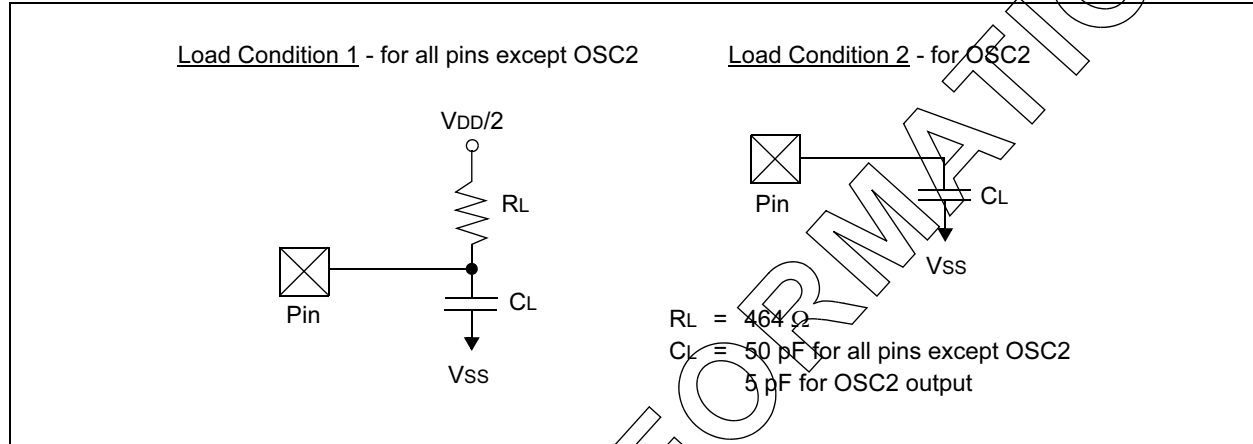 Load Condition 1 - for all pins except OSC2
Load Condition 2 - for OSC2
VDD/2
RL
Pin
CL
VSS
Pin
CL
VSS
RL = 464 Ω
CL = 50 pF for all pins except OSC2
5 pF for OSC2 output